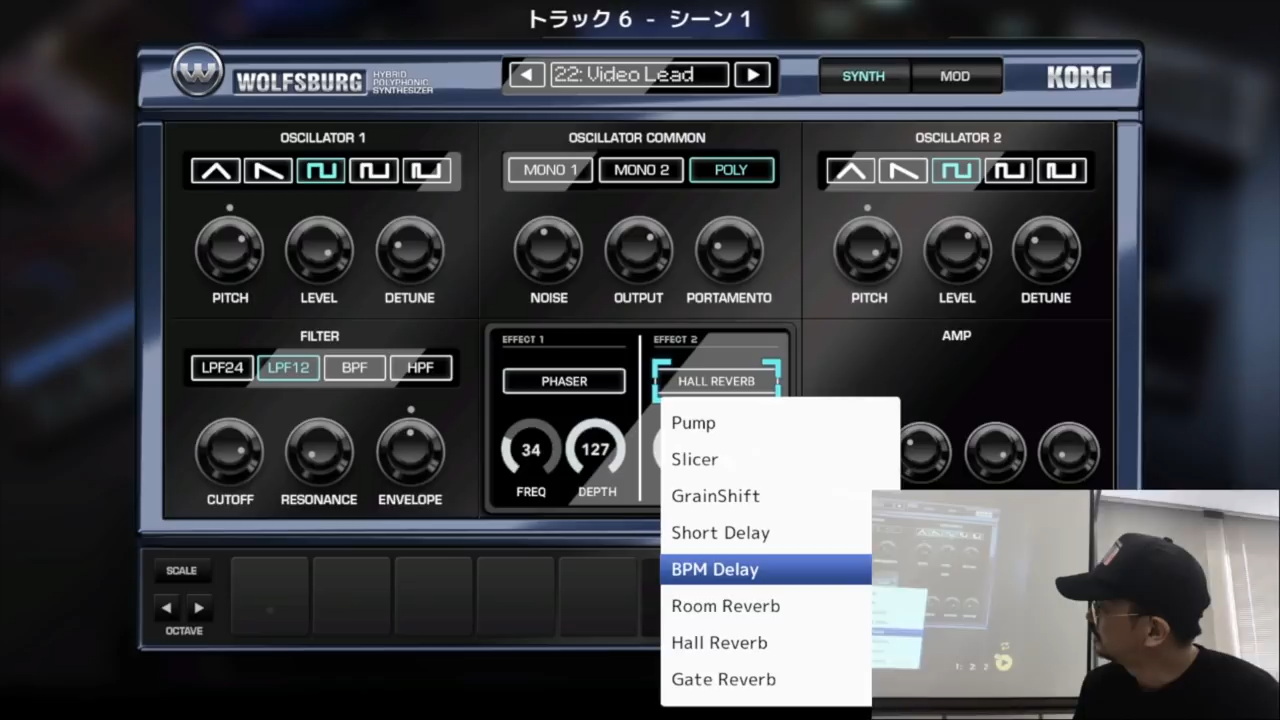 トラック 6 - シーン 1
W WOLFSBURG HYBRID POLYPHONIC SYNTHESIZER
22: Video Lead
SYNTH MOD
KORG
OSCILLATOR 1
PITCH LEVEL DETUNE
OSCILLATOR COMMON
MONO 1 MONO 2 POLY
NOISE OUTPUT PORTAMENTO
OSCILLATOR 2
PITCH LEVEL DETUNE
FILTER
LPF24 LPF12 BPF HPF
CUTOFF RESONANCE ENVELOPE
EFFECT 1
PHASER
34 127
FREQ DEPTH
EFFECT 2
HALL REVERB
AMP
Pump
Slicer
GrainShift
Short Delay
BPM Delay
Room Reverb
Hall Reverb
Gate Reverb
SCALE
OCTAVE
1: 2: 2